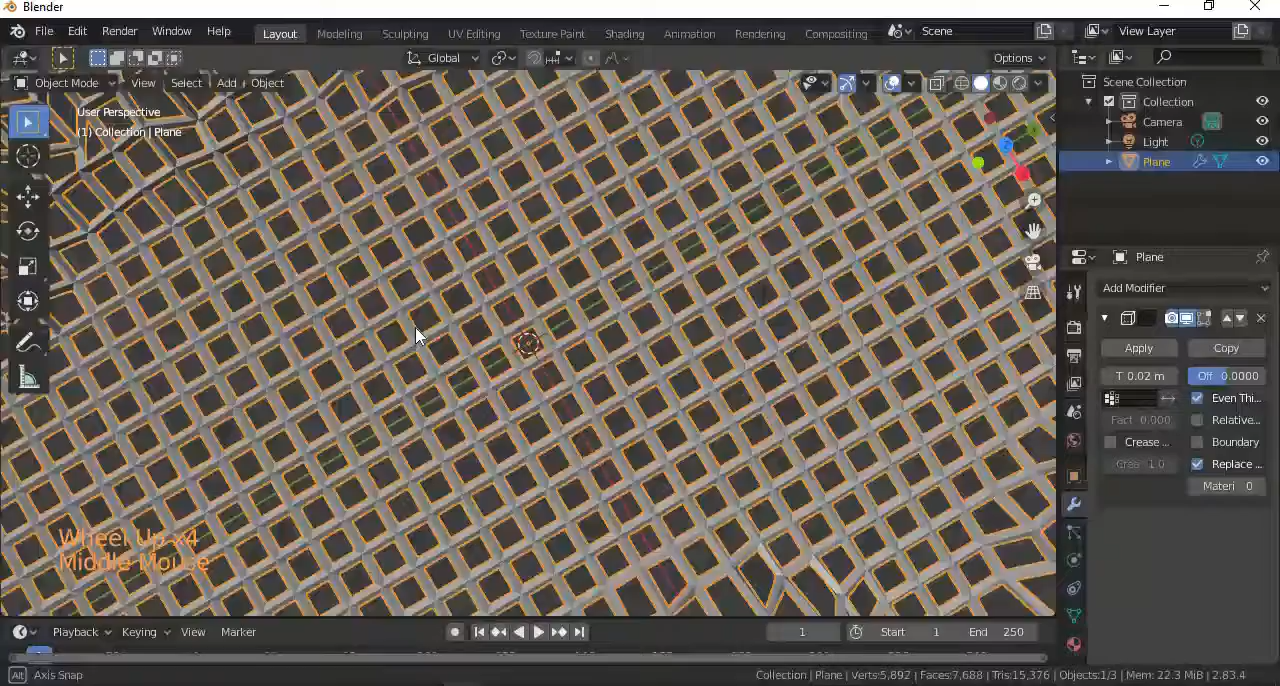 Blender
File Edit Render Window Help Layout Modeling Sculpting UV Editing Texture Paint Shading Animation Rendering Compositing Scene View Layer
Global Options
Object Mode View Select Add Object
User Perspective
(1) Collection | Plane
Scene Collection
Collection
Camera
Light
Plane
Plane
Add Modifier
Apply Copy
T 0.02 m Off 0.0000
Even Thi...
Fact 0.000 Relative...
Crease ... Boundary
Crea 1.0 Replace ...
Materi 0
Wheel Up x4
Middle Mouse
Playback Keying View Marker 1 Start 1 End 250
Alt Axis Snap Collection | Plane | Verts:5,892 | Faces:7,688 | Tris:15,376 | Objects:1/3 | Mem: 22.3 MiB | 2.83.4